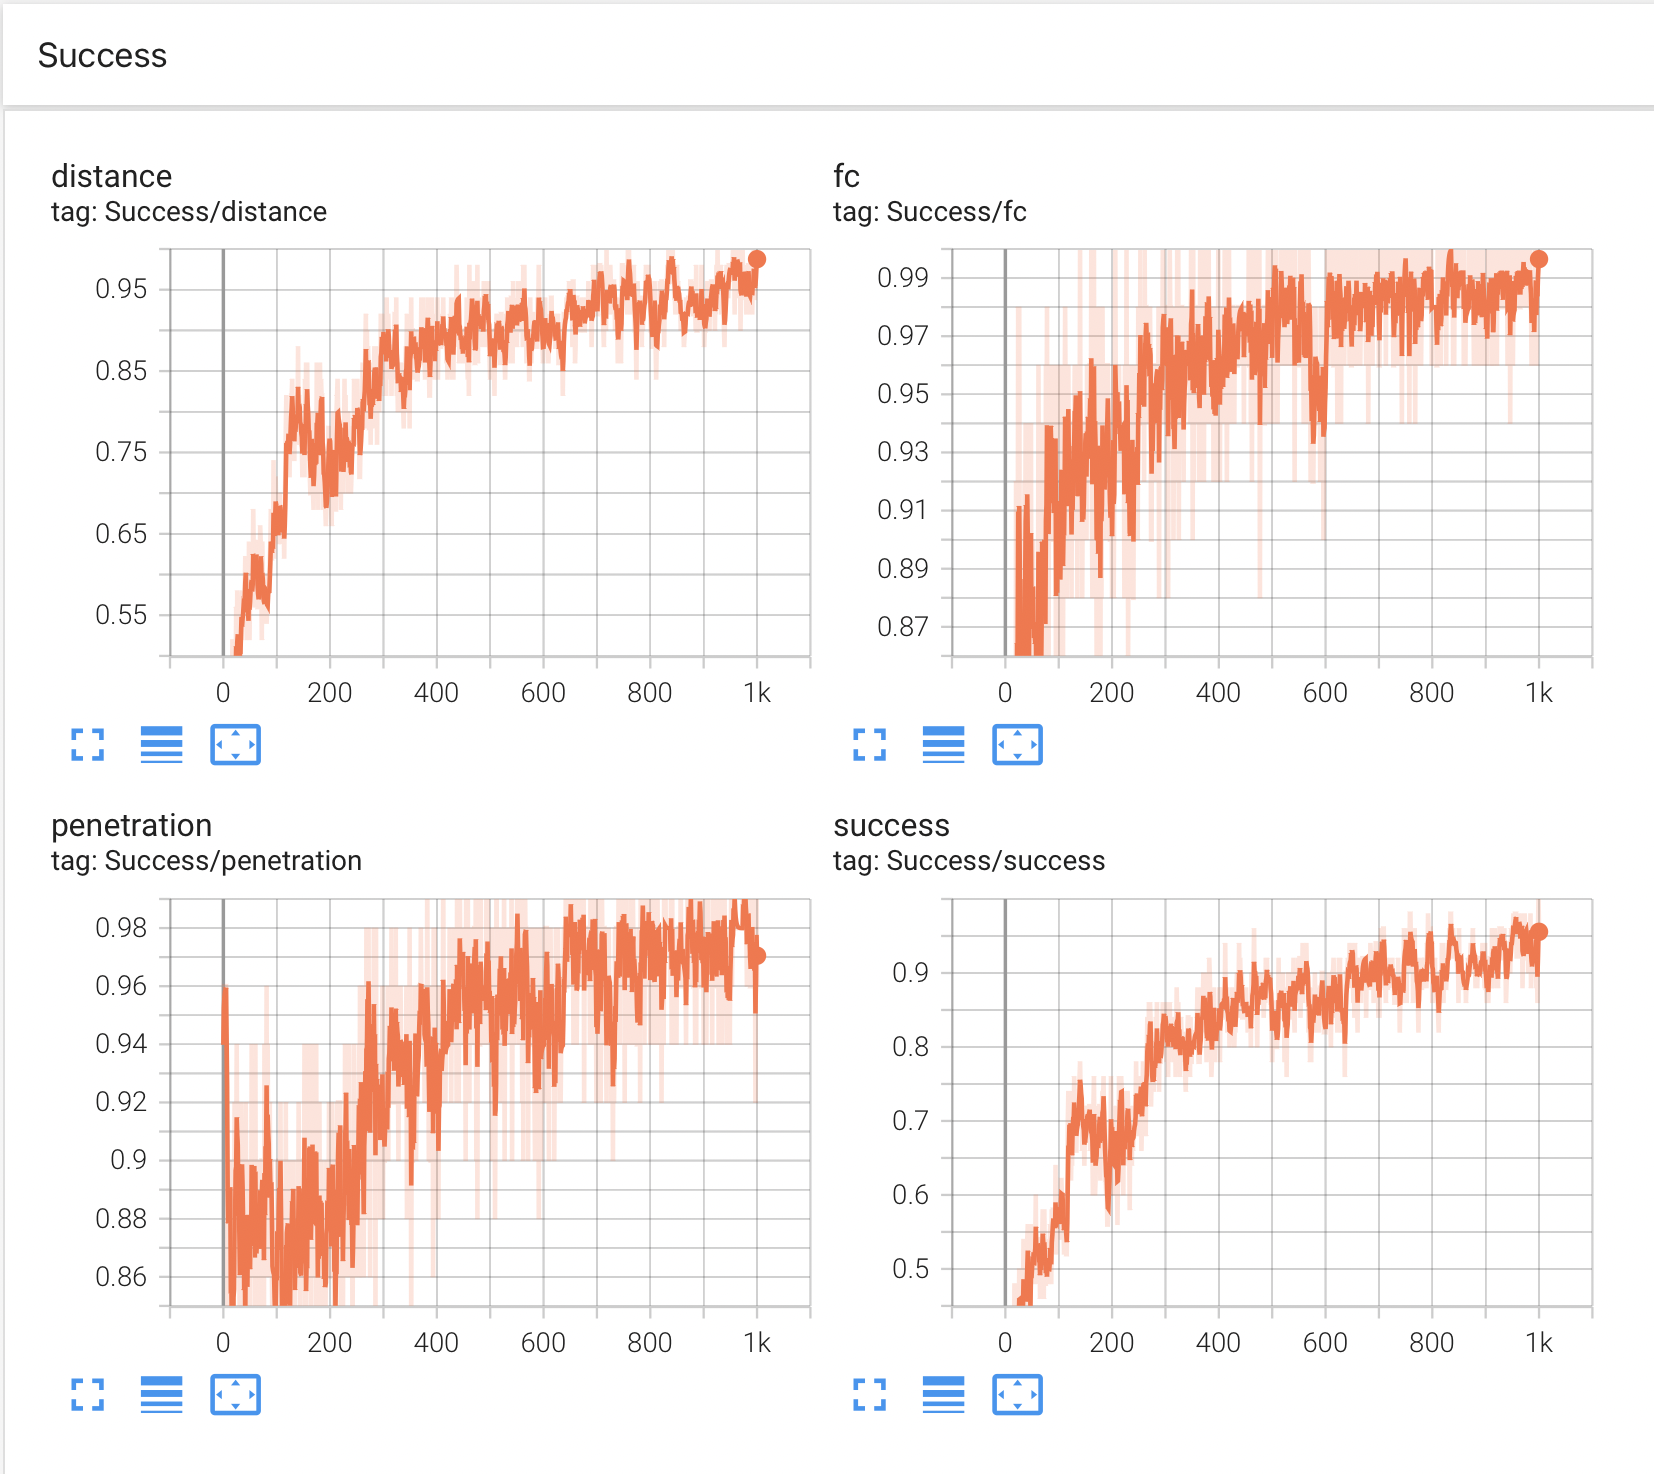 Success
distance
tag: Success/distance
0.95
0.85
0.75
0.65
0.55
0 200 400 600 800 1k
fc
tag: Success/fc
0.99
0.97
0.95
0.93
0.91
0.89
0.87
0 200 400 600 800 1k
penetration
tag: Success/penetration
0.98
0.96
0.94
0.92
0.9
0.88
0.86
0 200 400 600 800 1k
success
tag: Success/success
0.9
0.8
0.7
0.6
0.5
0 200 400 600 800 1k